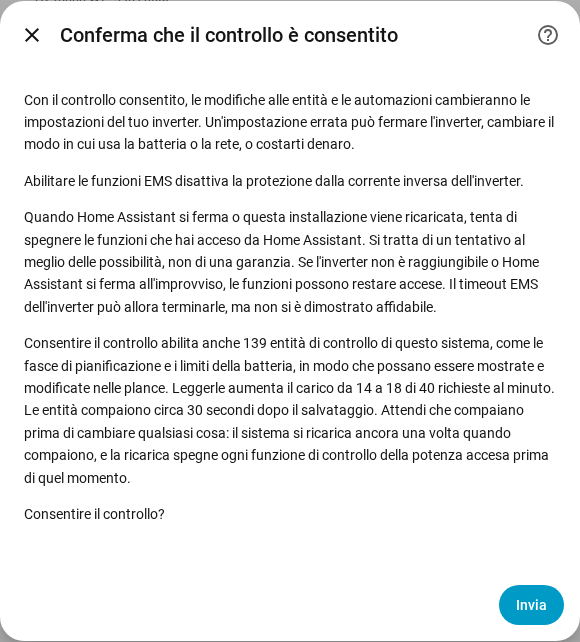 Conferma che il controllo è consentito
Con il controllo consentito, le modifiche alle entità e le automazioni cambieranno le
impostazioni del tuo inverter. Un'impostazione errata può fermare l'inverter, cambiare il
modo in cui usa la batteria o la rete, o costarti denaro.
Abilitare le funzioni EMS disattiva la protezione dalla corrente inversa dell'inverter.
Quando Home Assistant si ferma o questa installazione viene ricaricata, tenta di
spegnere le funzioni che hai acceso da Home Assistant. Si tratta di un tentativo al
meglio delle possibilità, non di una garanzia. Se l'inverter non è raggiungibile o Home
Assistant si ferma all'improvviso, le funzioni possono restare accese. Il timeout EMS
dell'inverter può allora terminarle, ma non si è dimostrato affidabile.
Consentire il controllo abilita anche 139 entità di controllo di questo sistema, come le
fasce di pianificazione e i limiti della batteria, in modo che possano essere mostrate e
modificate nelle plance. Leggerle aumenta il carico da 14 a 18 di 40 richieste al minuto.
Le entità compaiono circa 30 secondi dopo il salvataggio. Attendi che compaiano
prima di cambiare qualsiasi cosa: il sistema si ricarica ancora una volta quando
compaiono, e la ricarica spegne ogni funzione di controllo della potenza accesa prima
di quel momento.
Consentire il controllo?
Invia